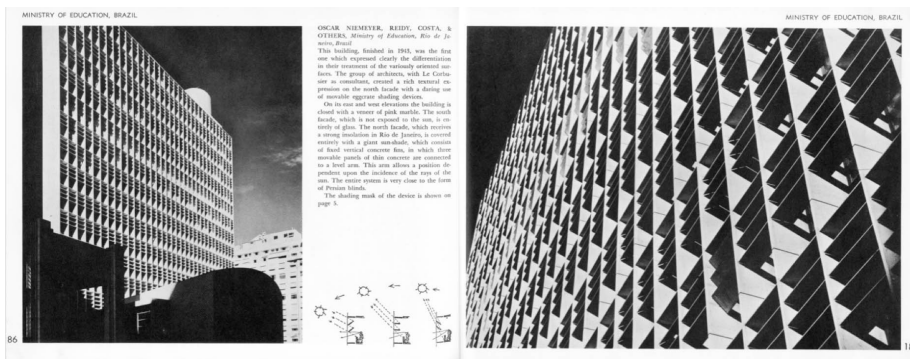 MINISTRY OF EDUCATION, BRAZIL
OSCAR NIEMEYER, REIDY, COSTA, &
OTHERS, Ministry of Education, Rio de Ja-
neiro, Brazil
This building, finished in 1943, was the first
one which expressed clearly the differentiation
in their treatment of the variously oriented sur-
faces. The group of architects, with Le Corbu-
sier as consultant, created a rich textural ex-
pression on the north facade with a daring use
of movable eggcrate shading devices.
On its east and west elevations the building is
closed with a veneer of pink marble. The south
facade, which is not exposed to the sun, is en-
tirely of glass. The north facade, which receives
a strong insolation in Rio de Janeiro, is covered
entirely with a giant sun-shade, which consists
of fixed vertical concrete fins, in which three
movable panels of thin concrete are connected
to a level arm. This arm allows a position de-
pendent upon the incidence of the rays of the
sun. The entire system is very close to the form
of Persian blinds.
The shading mask of the device is shown on
page 5.
86
MINISTRY OF EDUCATION, BRAZIL